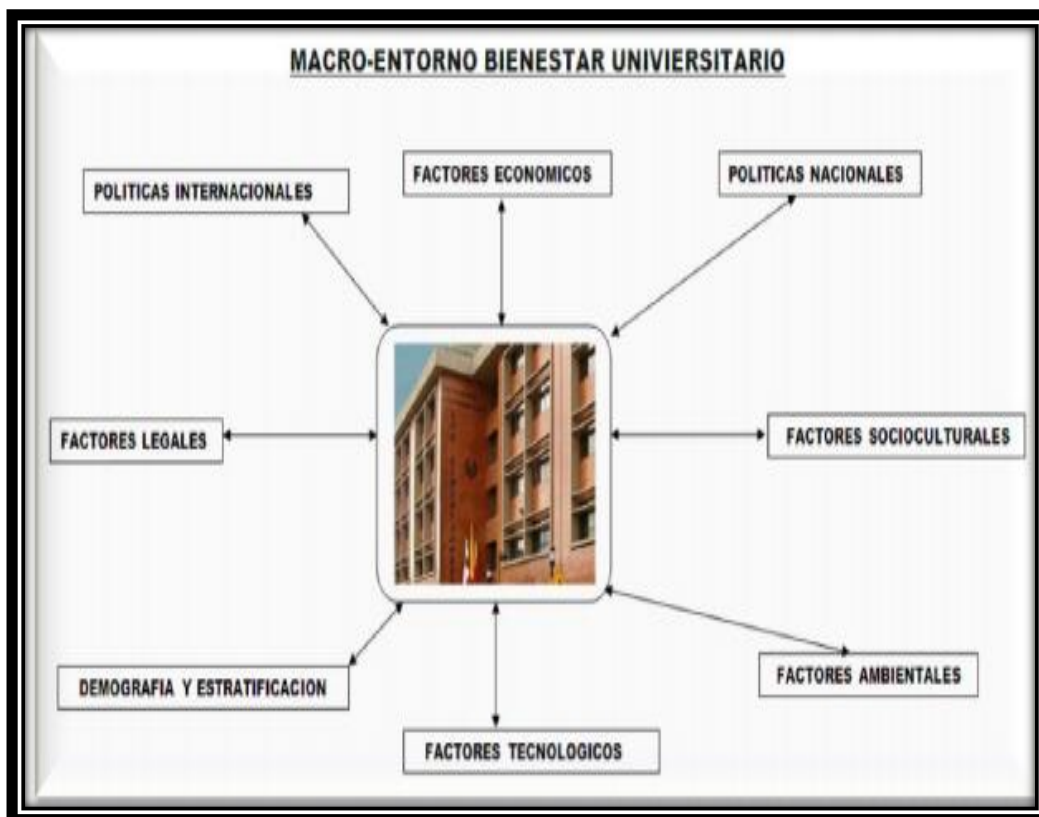 MACRO-ENTORNO BIENESTAR UNIVIERSITARIO
POLITICAS INTERNACIONALES
FACTORES ECONOMICOS
POLITICAS NACIONALES
FACTORES LEGALES
FACTORES SOCIOCULTURALES
DEMOGRAFIA Y ESTRATIFICACION
FACTORES AMBIENTALES
FACTORES TECNOLOGICOS